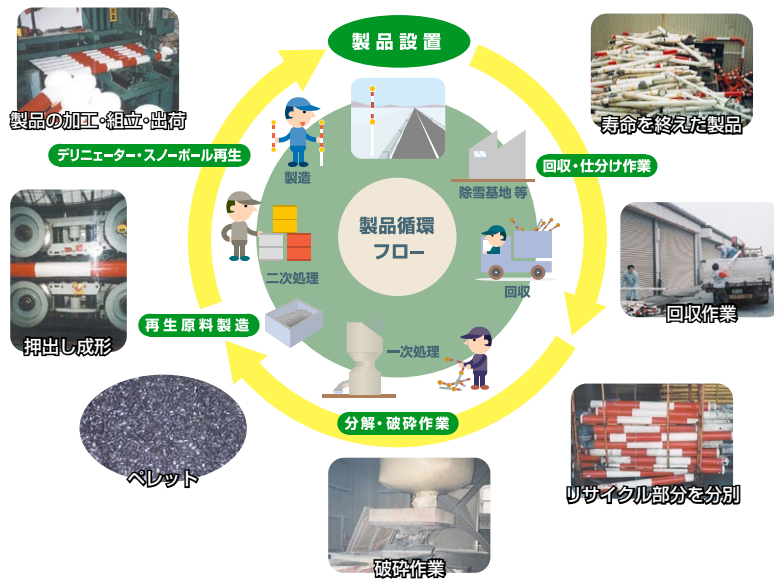 製品設置
製品の加工・組立・出荷
寿命を終えた製品
デリニェーター・スノーポール再生
回収・仕分け作業
製造
除雪基地 等
製品循環
フロー
二次処理
回収
回収作業
再生原料製造
押出し成形
一次処理
分解・破砕作業
ペレット
リサイクル部分を分別
破砕作業